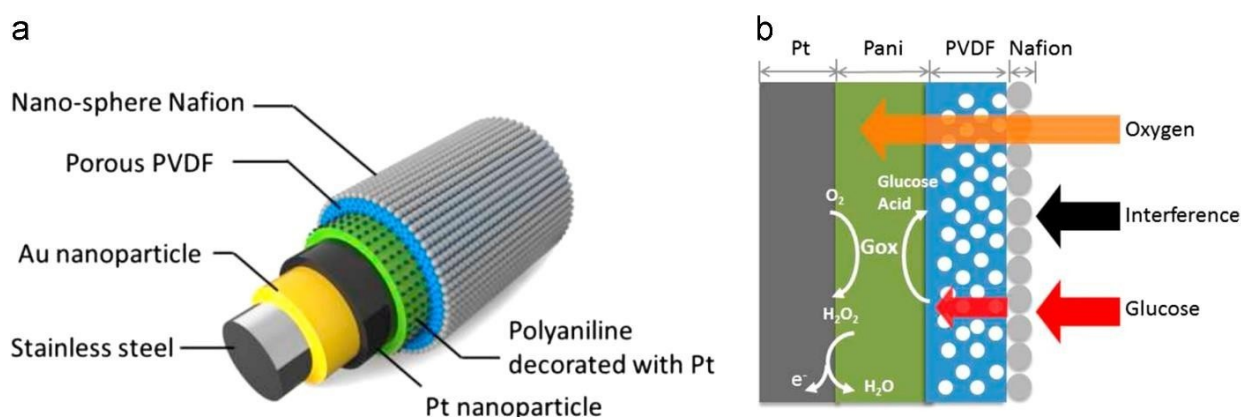 a
Nano-sphere Nafion
Porous PVDF
Au nanoparticle
Stainless steel
Polyaniline
decorated with Pt
Pt nanoparticle
b
Pt Pani PVDF Nafion
Oxygen
Glucose
Acid
O₂
Interference
Gox
Glucose
H₂O₂
e⁻ H₂O